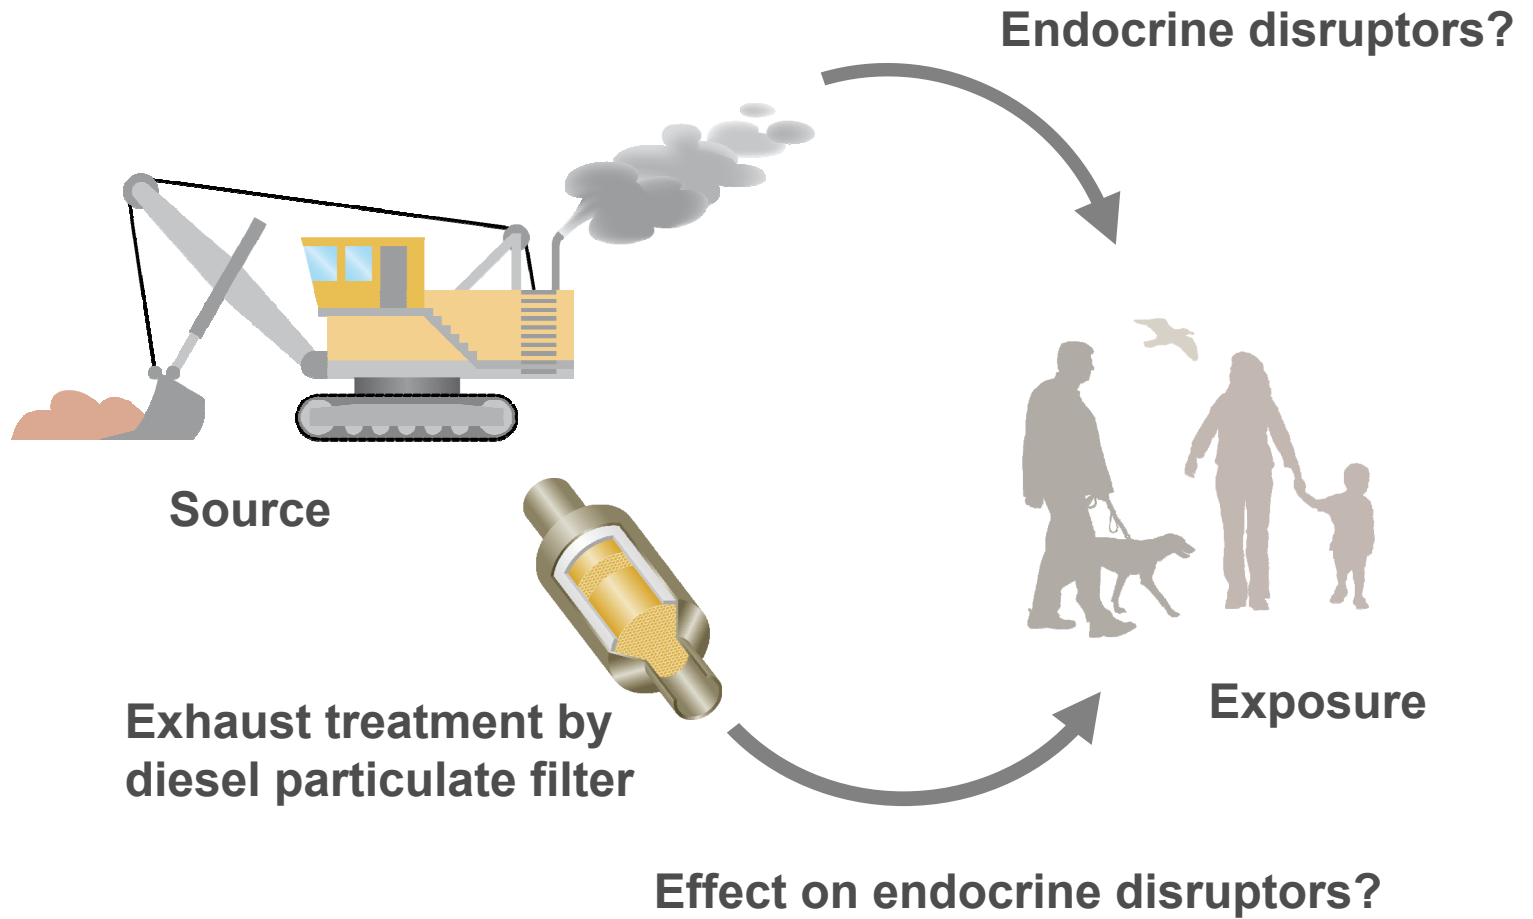 Endocrine disruptors?
Source
Exhaust treatment by
diesel particulate filter
Exposure
Effect on endocrine disruptors?